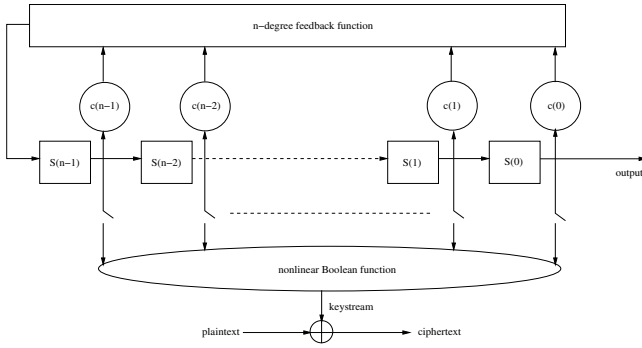 n−degree feedback function
c(n−1)
c(n−2)
c(1)
c(0)
S(n−1)
S(n−2)
S(1)
S(0)
output
nonlinear Boolean function
keystream
plaintext
ciphertext